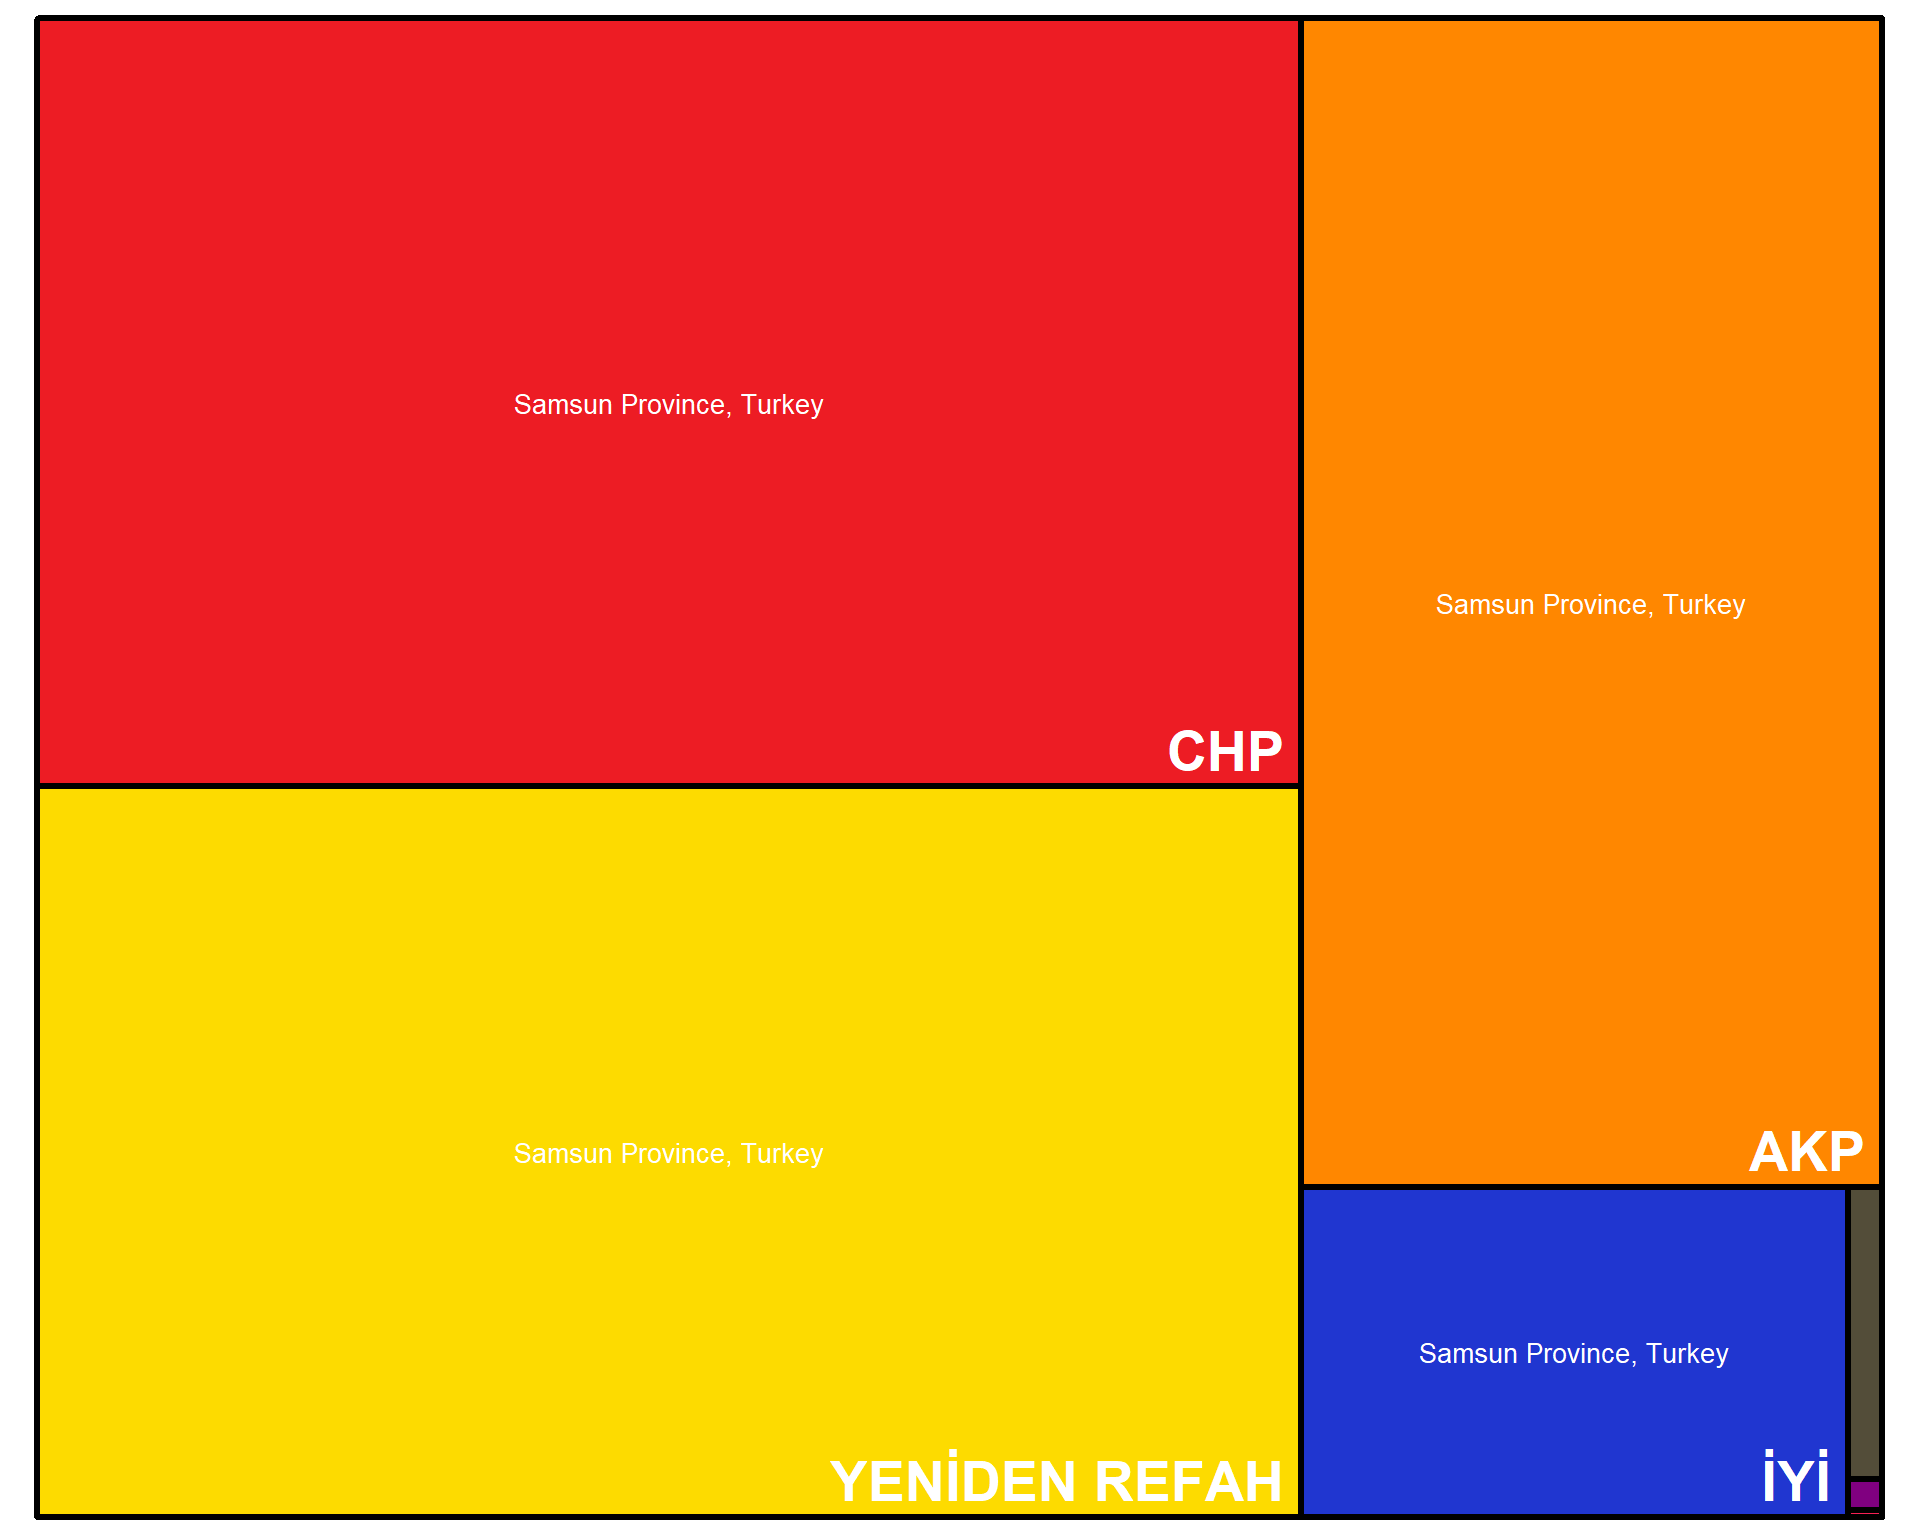 Samsun Province, Turkey
CHP
Samsun Province, Turkey
YENİDEN REFAH
Samsun Province, Turkey
AKP
Samsun Province, Turkey
İYİ